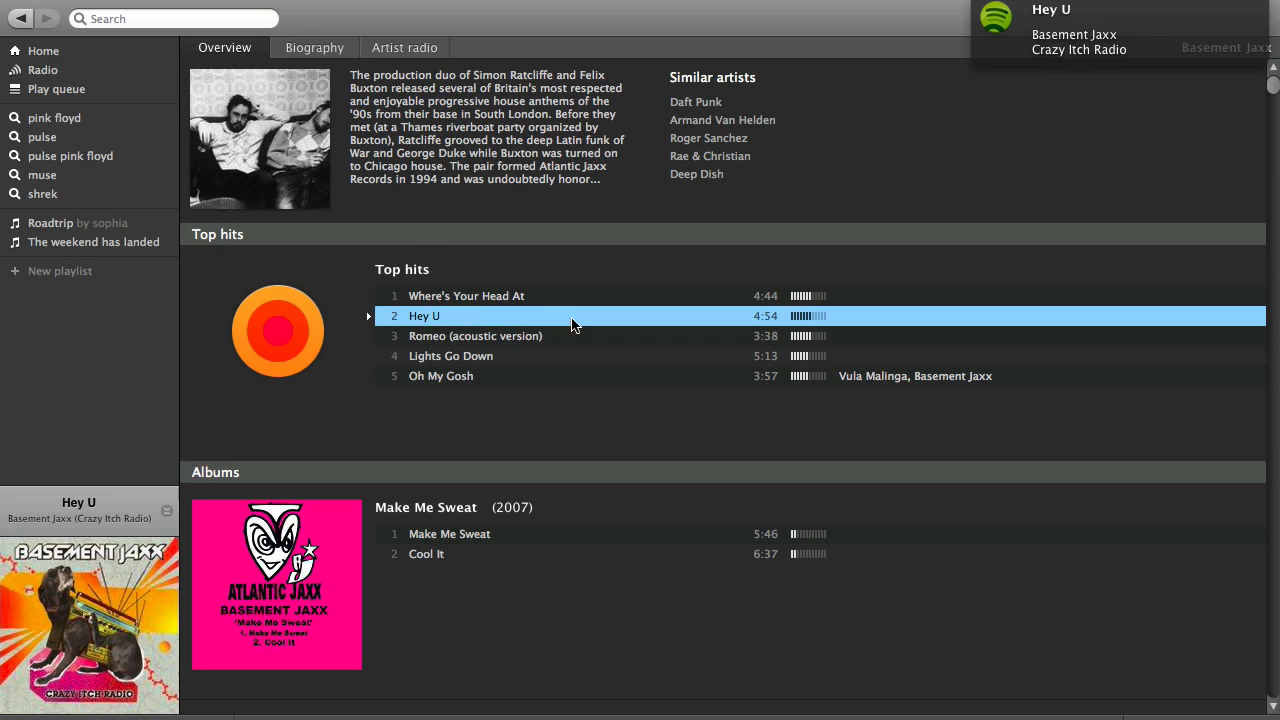 Search
Hey U
Basement Jaxx
Crazy Itch Radio
Home
Radio
Play queue
pink floyd
pulse
pulse pink floyd
muse
shrek
Roadtrip by sophia
The weekend has landed
New playlist
Overview
Biography
Artist radio
Basement Jaxx
The production duo of Simon Ratcliffe and Felix
Buxton released several of Britain's most respected
and enjoyable progressive house anthems of the
'90s from their base in South London. Before they
met (at a Thames riverboat party organized by
Buxton), Ratcliffe grooved to the deep Latin funk of
War and George Duke while Buxton was turned on
to Chicago house. The pair formed Atlantic Jaxx
Records in 1994 and was undoubtedly honor...
Similar artists
Daft Punk
Armand Van Helden
Roger Sanchez
Rae & Christian
Deep Dish
Top hits
Top hits
1 Where's Your Head At 4:44
2 Hey U 4:54
3 Romeo (acoustic version) 3:38
4 Lights Go Down 5:13
5 Oh My Gosh 3:57 Vula Malinga, Basement Jaxx
Albums
Make Me Sweat (2007)
1 Make Me Sweat 5:46
2 Cool It 6:37
ATLANTIC JAXX
BASEMENT JAXX
'Make Me Sweat'
1. Make Me Sweat
2. Cool It
Hey U
Basement Jaxx (Crazy Itch Radio)
BASEMENT JAXX
CRAZY ITCH RADIO